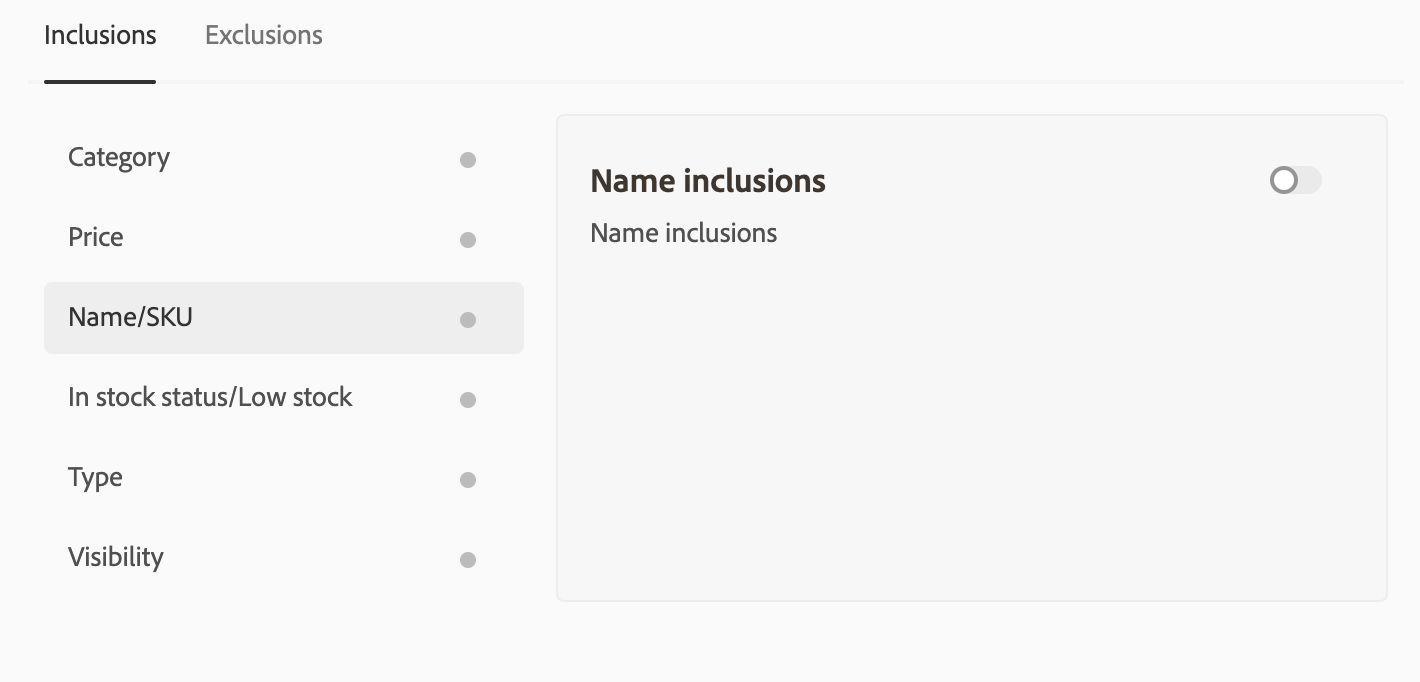 Inclusions Exclusions
Category
Price
Name/SKU
In stock status/Low stock
Type
Visibility
Name inclusions
Name inclusions